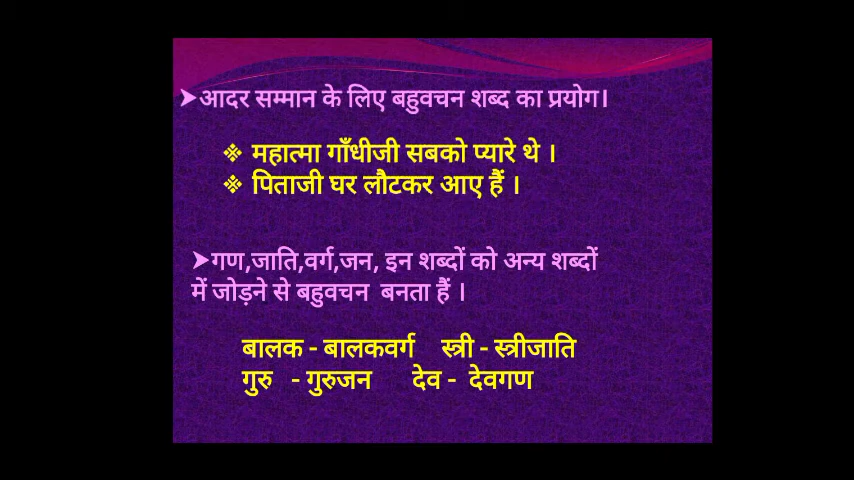 ➤आदर सम्मान के लिए बहुवचन शब्द का प्रयोग।
❖ महात्मा गाँधीजी सबको प्यारे थे ।
❖ पिताजी घर लौटकर आए हैं ।
➤गण,जाति,वर्ग,जन, इन शब्दों को अन्य शब्दों
में जोड़ने से बहुवचन बनता हैं ।
बालक - बालकवर्ग स्त्री - स्त्रीजाति
गुरु - गुरुजन देव - देवगण